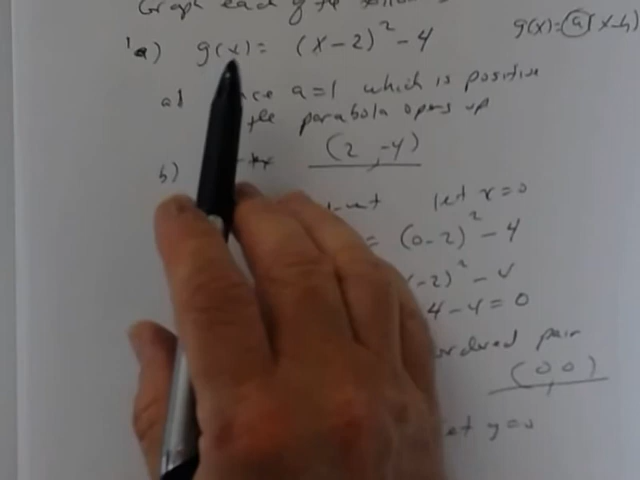 Graph each of the
g(x)= a(x-h)
1a) g(x)= (x-2)² -4
a=1 which is positive
the parabola opens up
b) (2,-4)
let x=0
= (0-2)² -4
-2)² -4
4-4=0
ordered pair
(0,0)
let y=0